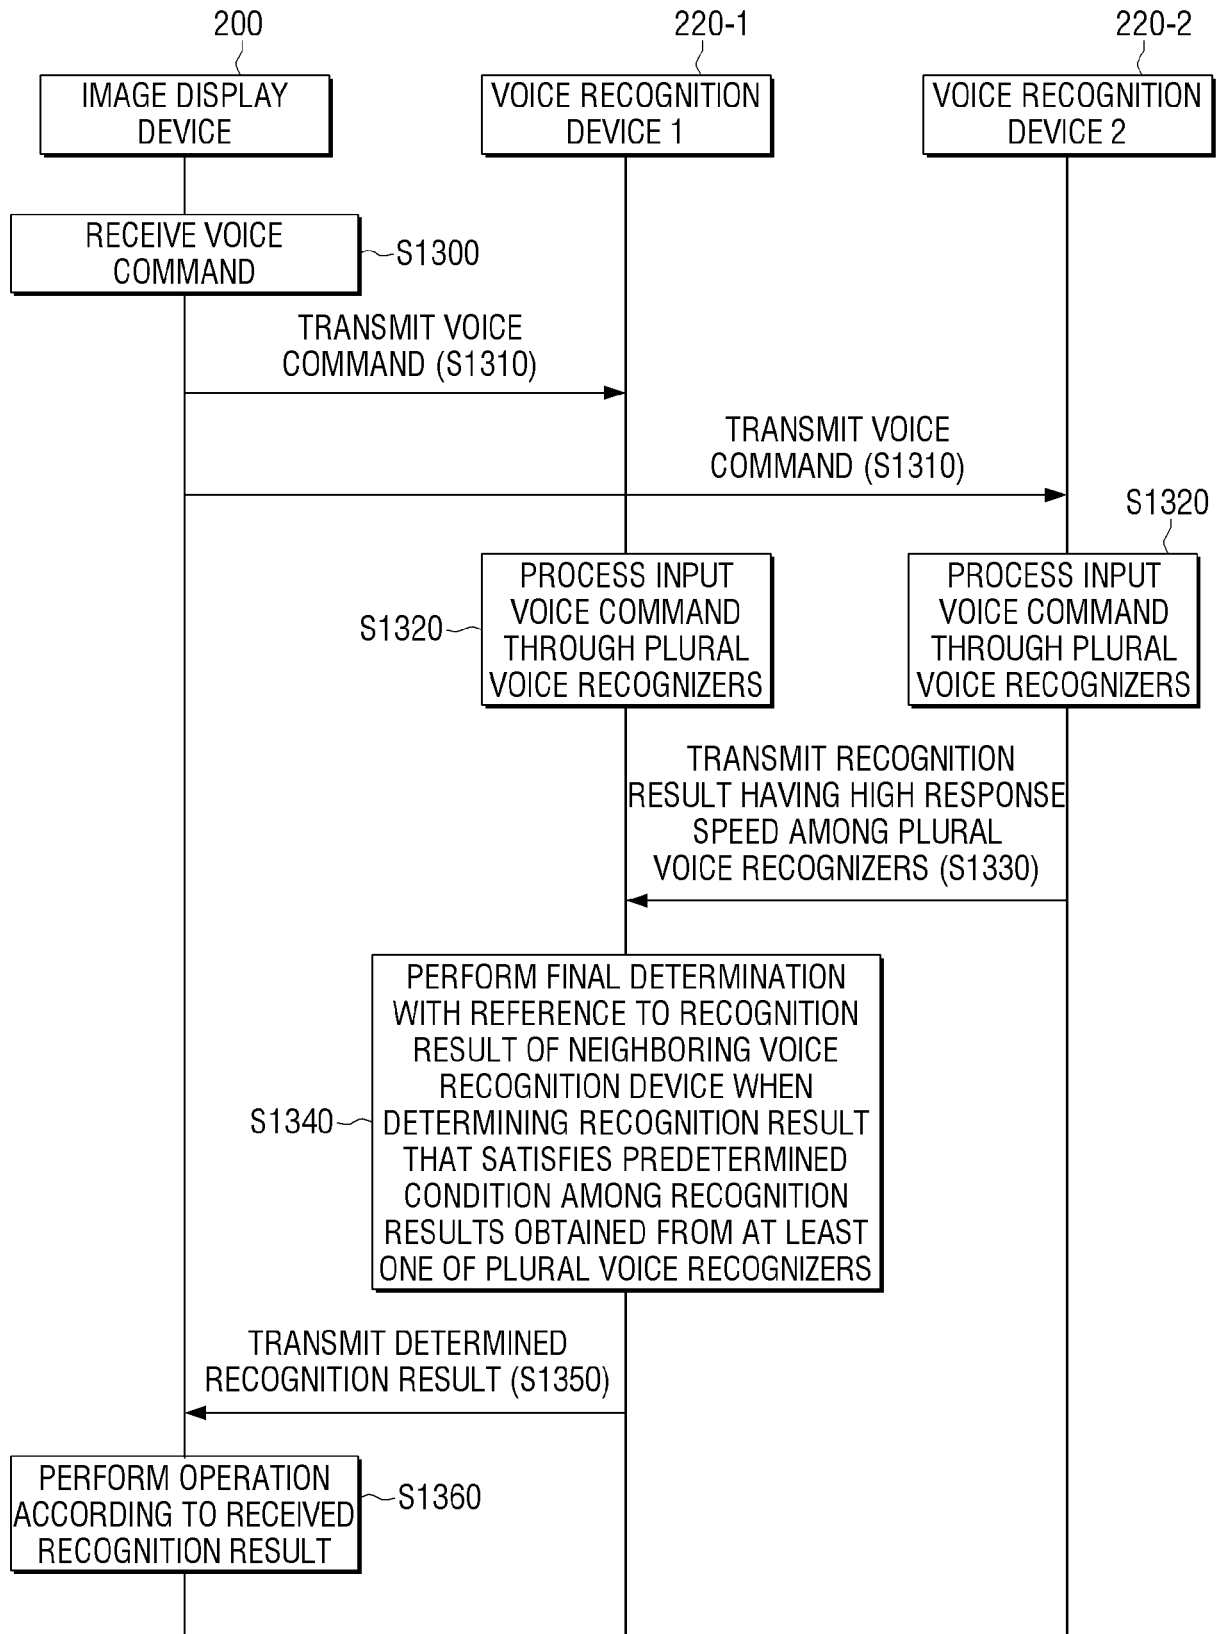 200
220-1
220-2
IMAGE DISPLAY
DEVICE
VOICE RECOGNITION
DEVICE 1
VOICE RECOGNITION
DEVICE 2
RECEIVE VOICE
COMMAND
S1300
TRANSMIT VOICE
COMMAND (S1310)
TRANSMIT VOICE
COMMAND (S1310)
S1320
PROCESS INPUT
VOICE COMMAND
THROUGH PLURAL
VOICE RECOGNIZERS
S1320
PROCESS INPUT
VOICE COMMAND
THROUGH PLURAL
VOICE RECOGNIZERS
TRANSMIT RECOGNITION
RESULT HAVING HIGH RESPONSE
SPEED AMONG PLURAL
VOICE RECOGNIZERS (S1330)
PERFORM FINAL DETERMINATION
WITH REFERENCE TO RECOGNITION
RESULT OF NEIGHBORING VOICE
RECOGNITION DEVICE WHEN
DETERMINING RECOGNITION RESULT
THAT SATISFIES PREDETERMINED
CONDITION AMONG RECOGNITION
RESULTS OBTAINED FROM AT LEAST
ONE OF PLURAL VOICE RECOGNIZERS
S1340
TRANSMIT DETERMINED
RECOGNITION RESULT (S1350)
PERFORM OPERATION
ACCORDING TO RECEIVED
RECOGNITION RESULT
S1360